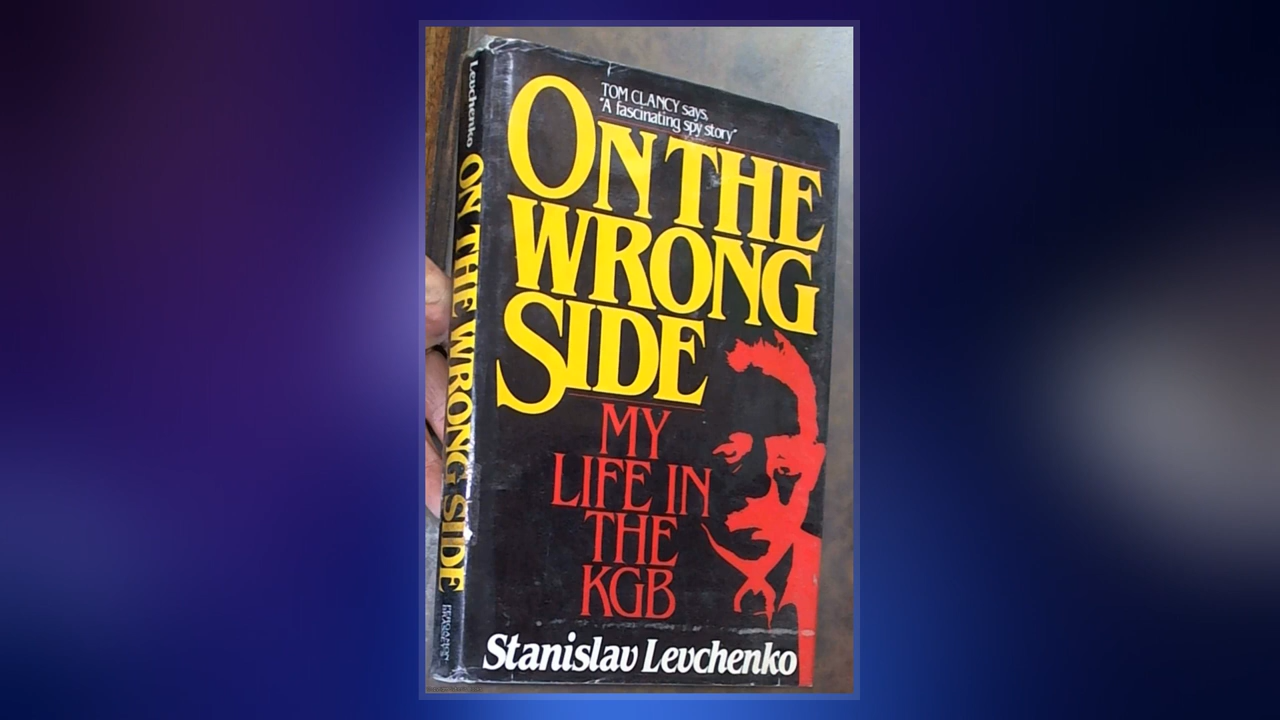 TOM CLANCY says,
"A fascinating spy story"
ON THE
WRONG
SIDE
MY
LIFE IN
THE
KGB
Stanislav Levchenko
Levchenko ON THE WRONG SIDE